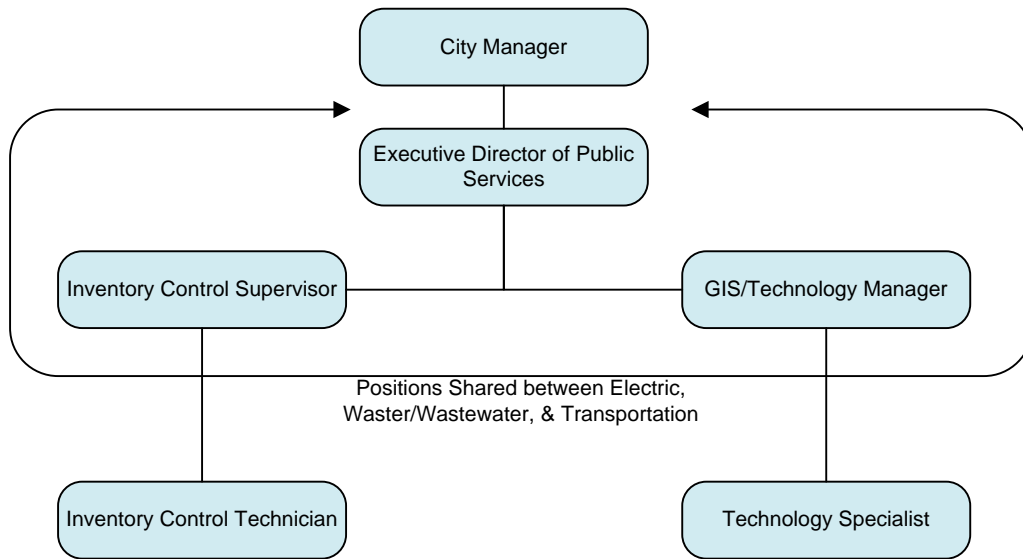 City Manager
Executive Director of Public
Services
Inventory Control Supervisor
GIS/Technology Manager
Positions Shared between Electric,
Waster/Wastewater, & Transportation
Inventory Control Technician
Technology Specialist